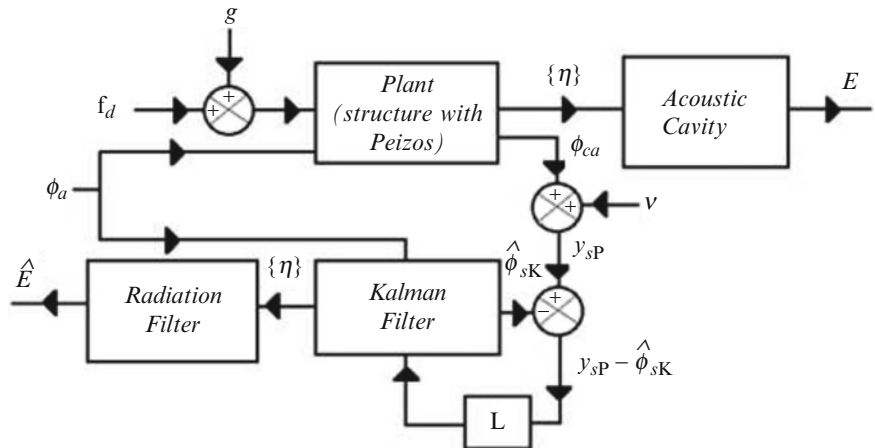 g
f_d
+
+
Plant
(structure with
Peizos)
{η}
Acoustic
Cavity
E
ϕ_a
ϕ_ca
+
+
ν
y_sP
Ê
{η}
ϕ̂_sK
Radiation
Filter
Kalman
Filter
+
−
y_sP − ϕ̂_sK
L